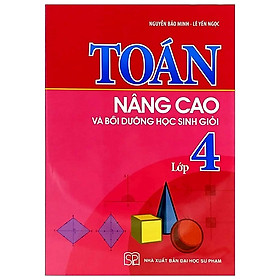 NGUYỄN BẢO MINH - LÊ YẾN NGỌC
TOÁN
NÂNG CAO
VÀ BỒI DƯỠNG HỌC SINH GIỎI
Lớp 4
NHÀ XUẤT BẢN ĐẠI HỌC SƯ PHẠM